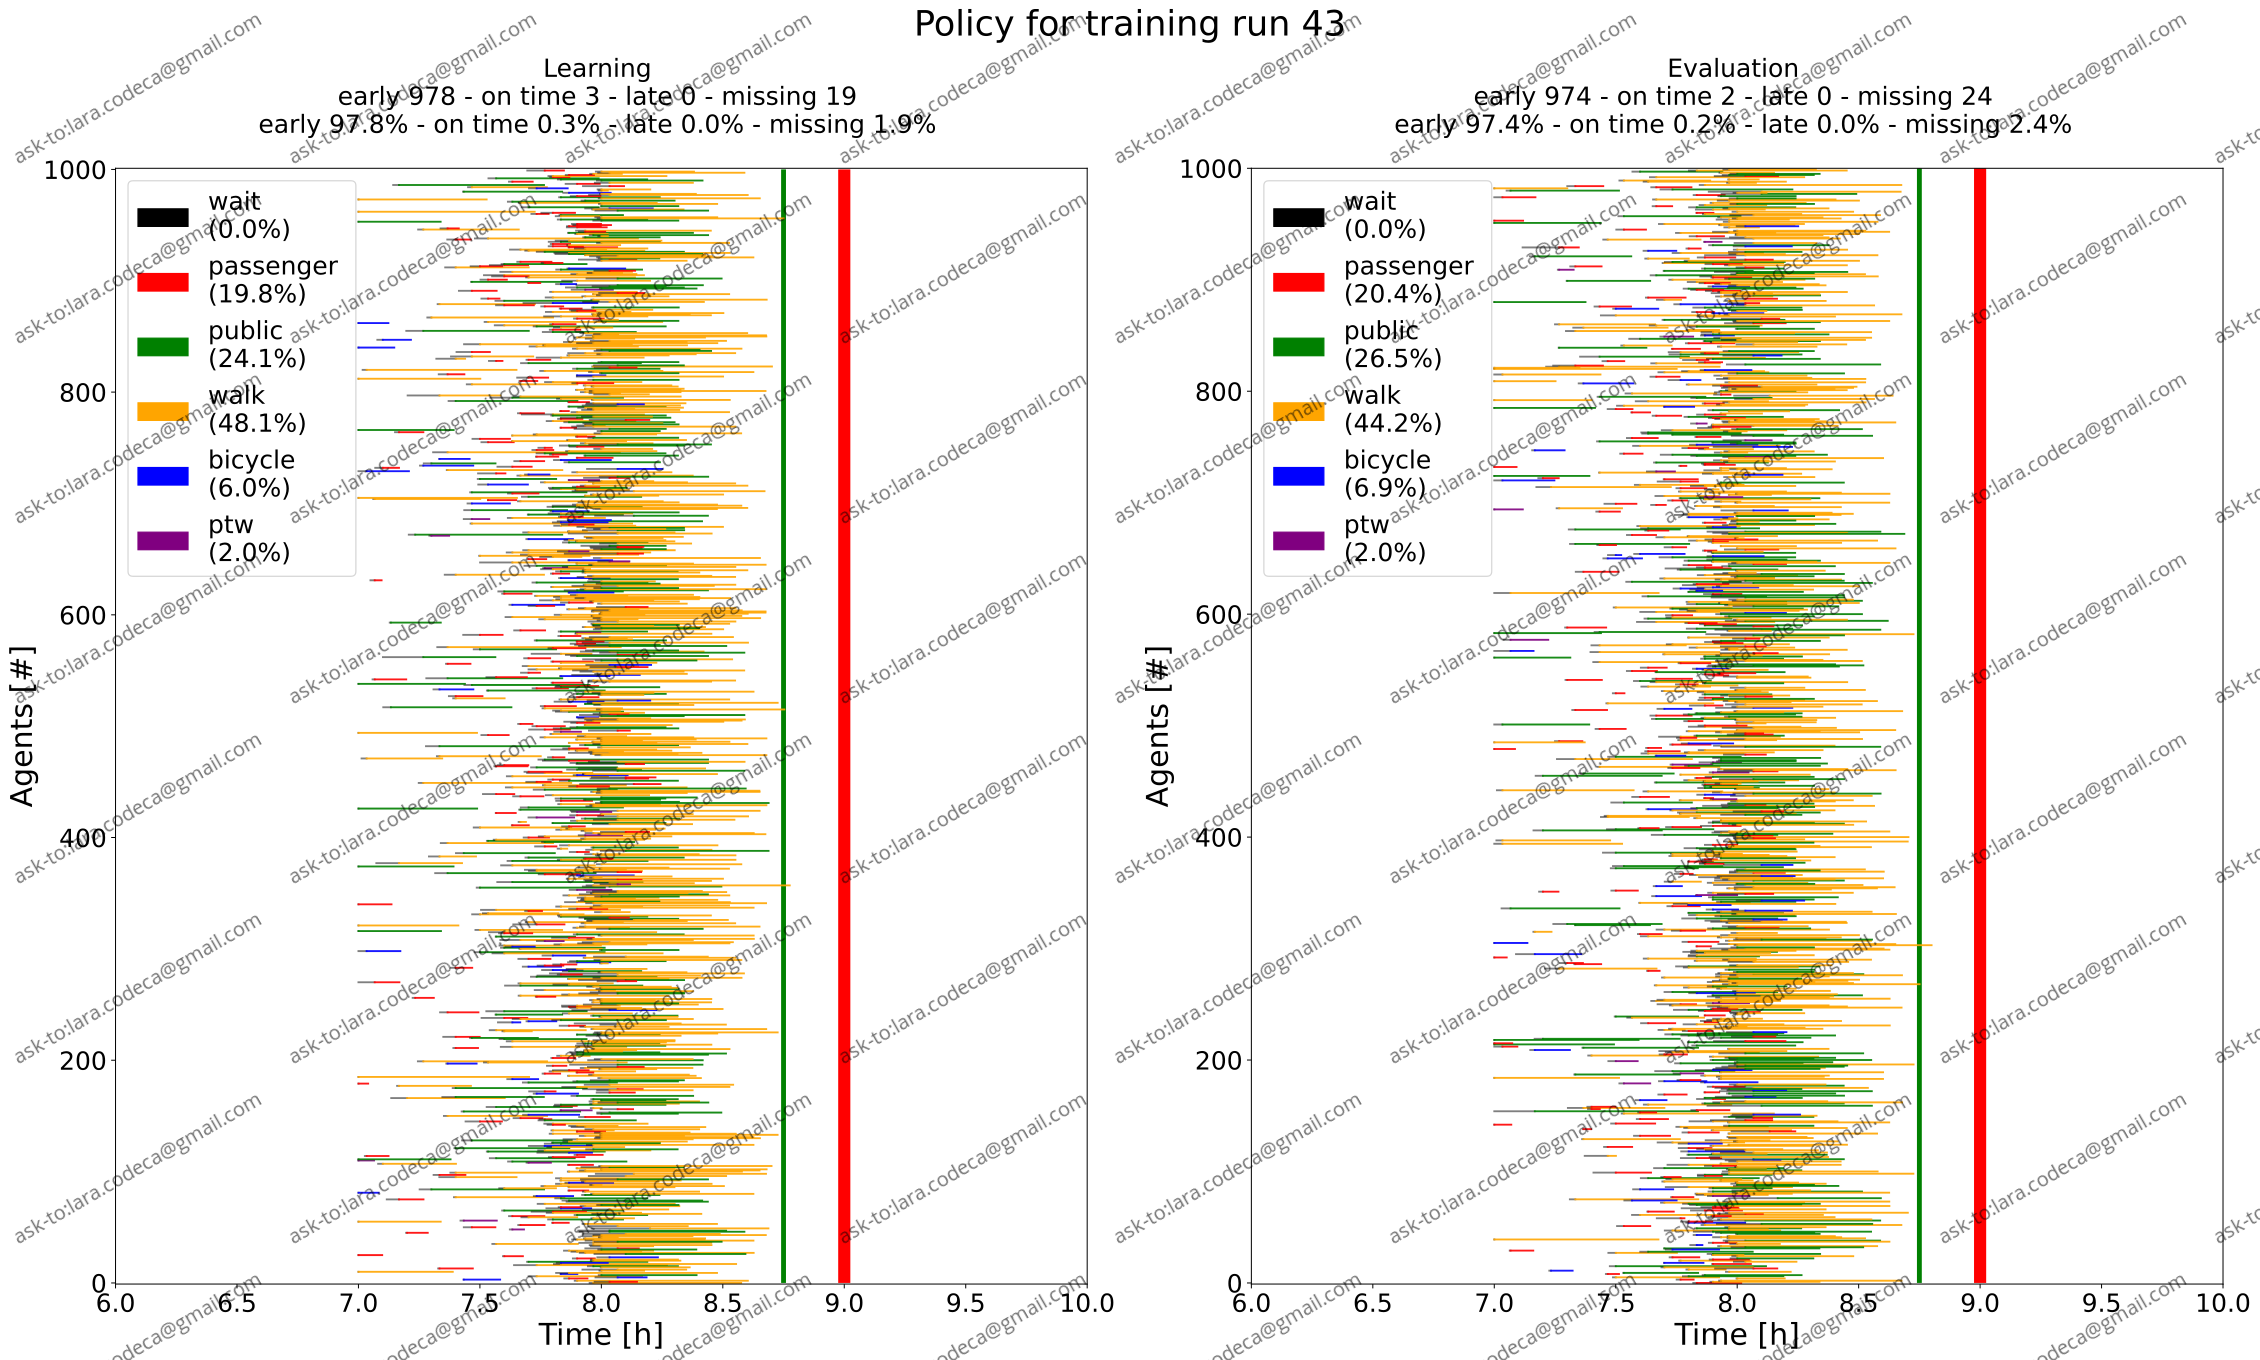 Policy for training run 43
Learning
early 978 - on time 3 - late 0 - missing 19
early 97.8% - on time 0.3% - late 0.0% - missing 1.9%
1000
800
600
400
200
0
Agents [#]
wait
(0.0%)
passenger
(19.8%)
public
(24.1%)
walk
(48.1%)
bicycle
(6.0%)
ptw
(2.0%)
6.0 6.5 7.0 7.5 8.0 8.5 9.0 9.5 10.0
Time [h]
Evaluation
early 974 - on time 2 - late 0 - missing 24
early 97.4% - on time 0.2% - late 0.0% - missing 2.4%
1000
800
600
400
200
0
Agents [#]
wait
(0.0%)
passenger
(20.4%)
public
(26.5%)
walk
(44.2%)
bicycle
(6.9%)
ptw
(2.0%)
6.0 6.5 7.0 7.5 8.0 8.5 9.0 9.5 10.0
Time [h]
ask-to:lara.codeca@gmail.com